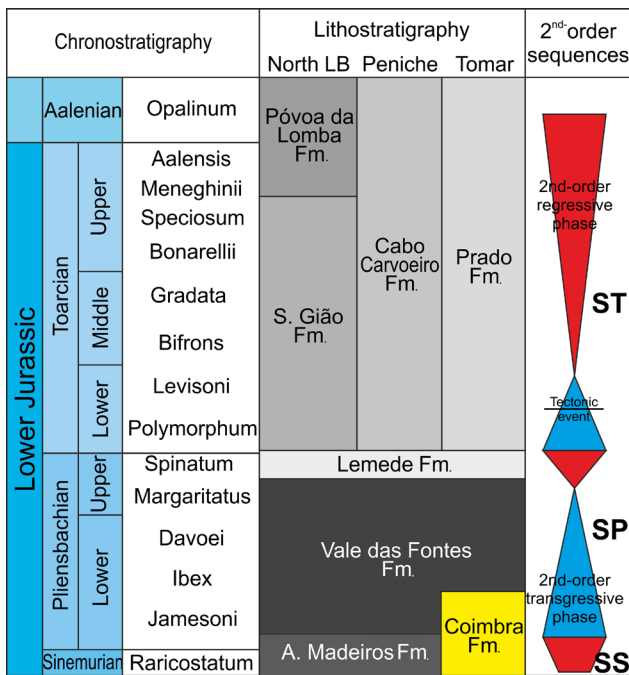 Chronostratigraphy
Lithostratigraphy
North LB
Peniche
Tomar
2nd-order
sequences
Lower Jurassic
Aalenian
Toarcian
Pliensbachian
Sinemurian
Upper
Middle
Lower
Upper
Lower
Opalinum
Aalensis
Meneghinii
Speciosum
Bonarellii
Gradata
Bifrons
Levisoni
Polymorphum
Spinatum
Margaritatus
Davoei
Ibex
Jamesoni
Raricostatum
Póvoa da
Lomba
Fm.
S. Gião
Fm.
Cabo
Carvoeiro
Fm.
Prado
Fm.
Lemede Fm.
Vale das Fontes
Fm.
Coimbra
Fm.
A. Madeiros Fm.
2nd-order
regressive
phase
ST
Tectonic
event
SP
2nd-order
transgressive
phase
SS